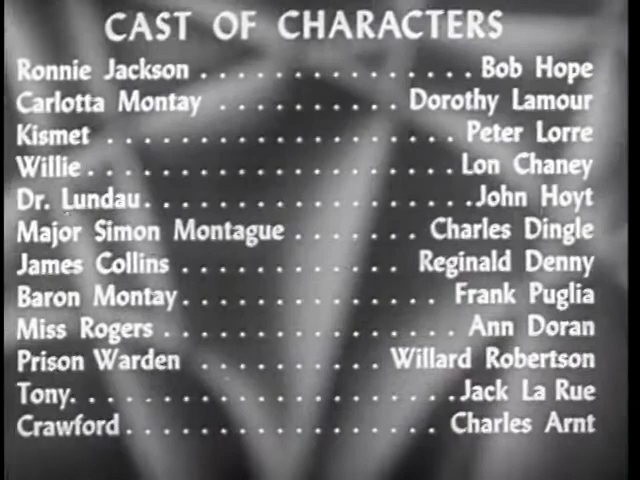 CAST OF CHARACTERS
Ronnie Jackson . . . . . . . . . . . . . . . . Bob Hope
Carlotta Montay . . . . . . . . . . Dorothy Lamour
Kismet . . . . . . . . . . . . . . . . . . . Peter Lorre
Willie . . . . . . . . . . . . . . . . . . . . Lon Chaney
Dr. Lundau . . . . . . . . . . . . . . . . . . John Hoyt
Major Simon Montague . . . . . . . Charles Dingle
James Collins . . . . . . . . . . . . Reginald Denny
Baron Montay . . . . . . . . . . . . . . Frank Puglia
Miss Rogers . . . . . . . . . . . . . . . . Ann Doran
Prison Warden . . . . . . . . . . Willard Robertson
Tony . . . . . . . . . . . . . . . . . . . . . Jack La Rue
Crawford . . . . . . . . . . . . . . . . . Charles Arnt